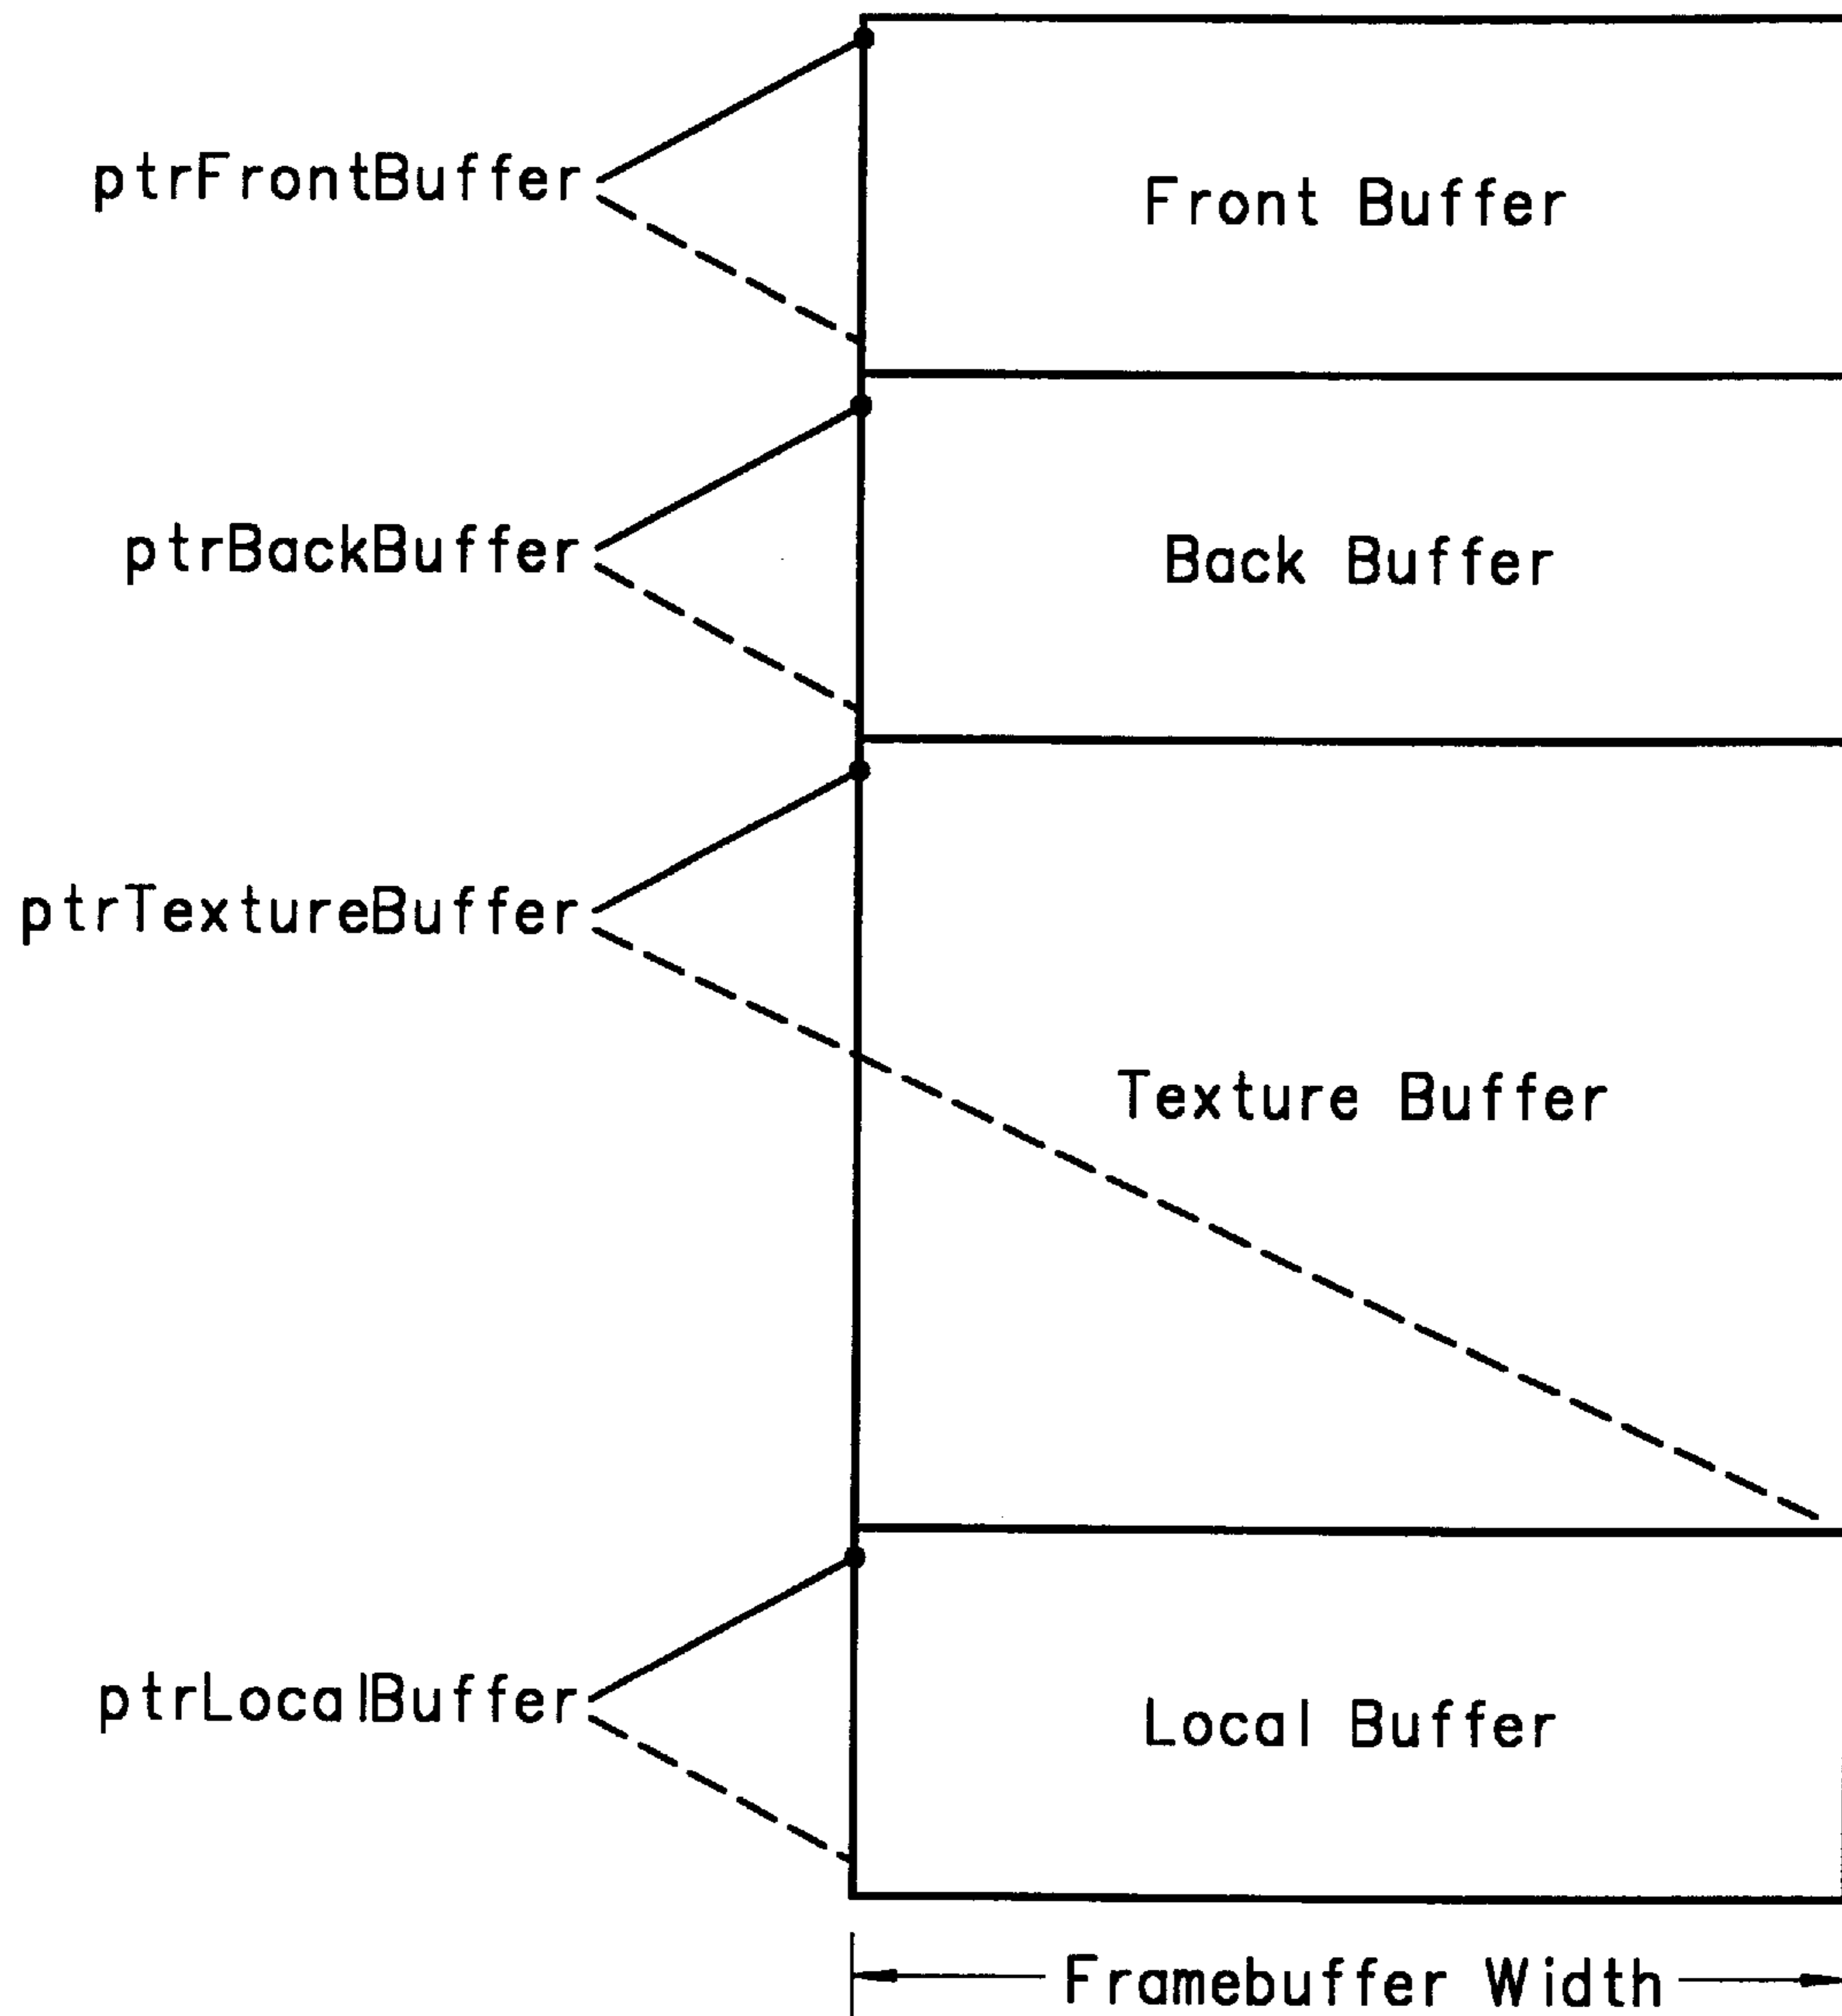 ptrFrontBuffer
Front Buffer
ptrBackBuffer
Back Buffer
ptrTextureBuffer
Texture Buffer
ptrLocalBuffer
Local Buffer
Framebuffer Width